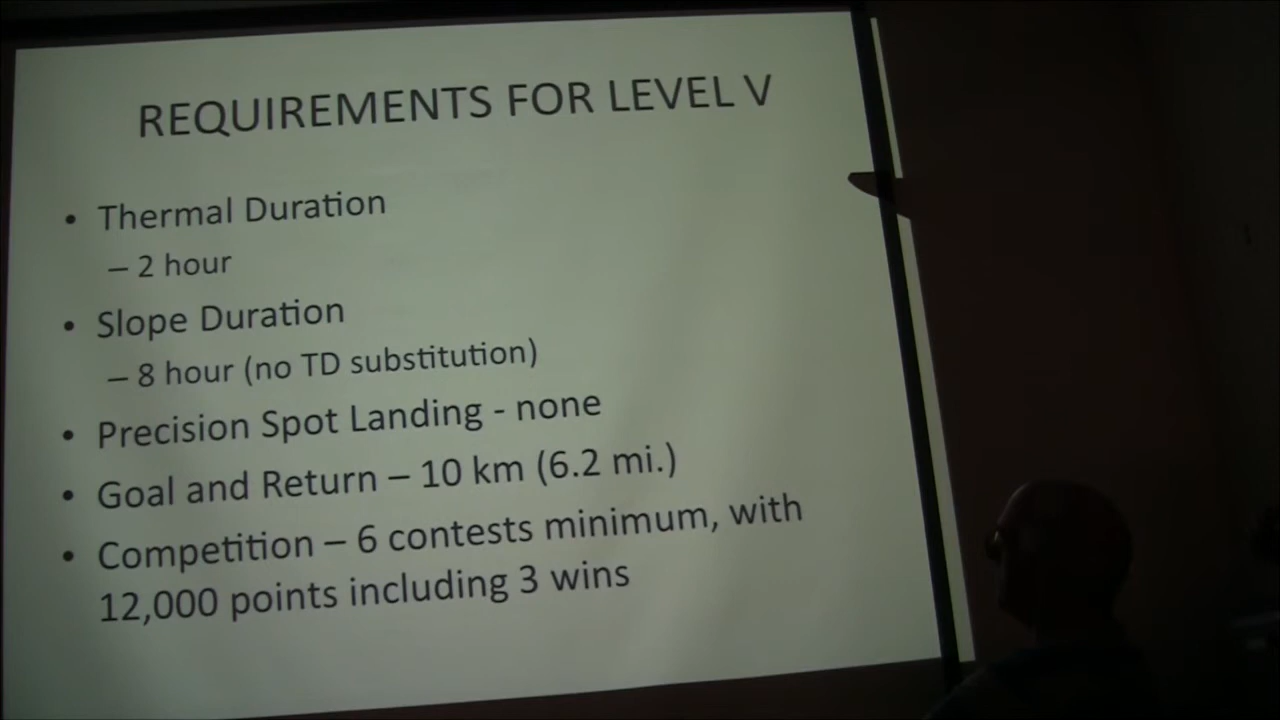 REQUIREMENTS FOR LEVEL V
• Thermal Duration
– 2 hour
• Slope Duration
– 8 hour (no TD substitution)
• Precision Spot Landing - none
• Goal and Return – 10 km (6.2 mi.)
• Competition – 6 contests minimum, with
12,000 points including 3 wins